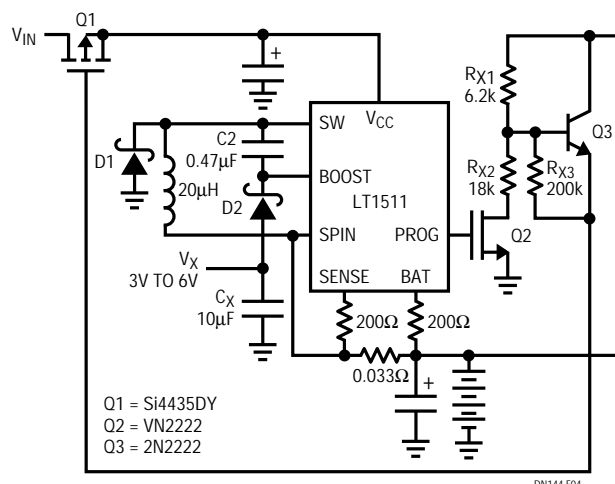 Q1
VIN
+
RX1
6.2k
Q3
SW
VCC
C2
0.47µF
D1
BOOST
RX2
18k
RX3
200k
20µH
D2
LT1511
SPIN
PROG
Q2
VX
3V TO 6V
SENSE
BAT
CX
10µF
200Ω
200Ω
0.033Ω
+
Q1 = Si4435DY
Q2 = VN2222
Q3 = 2N2222
DN144 F04